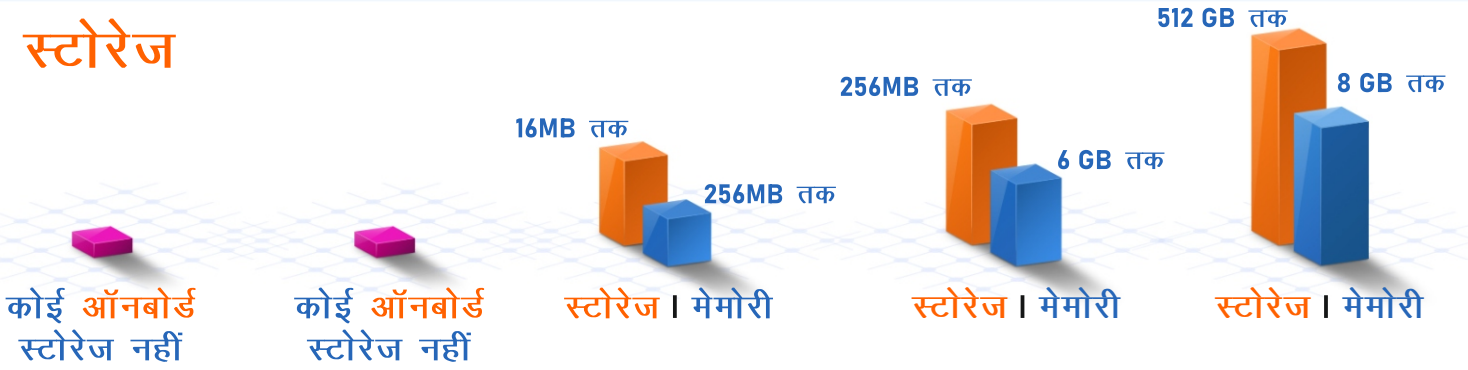 स्टोरेज
512 GB तक
8 GB तक
256MB तक
6 GB तक
16MB तक
256MB तक
कोई ऑनबोर्ड
स्टोरेज नहीं
कोई ऑनबोर्ड
स्टोरेज नहीं
स्टोरेज | मेमोरी
स्टोरेज | मेमोरी
स्टोरेज | मेमोरी